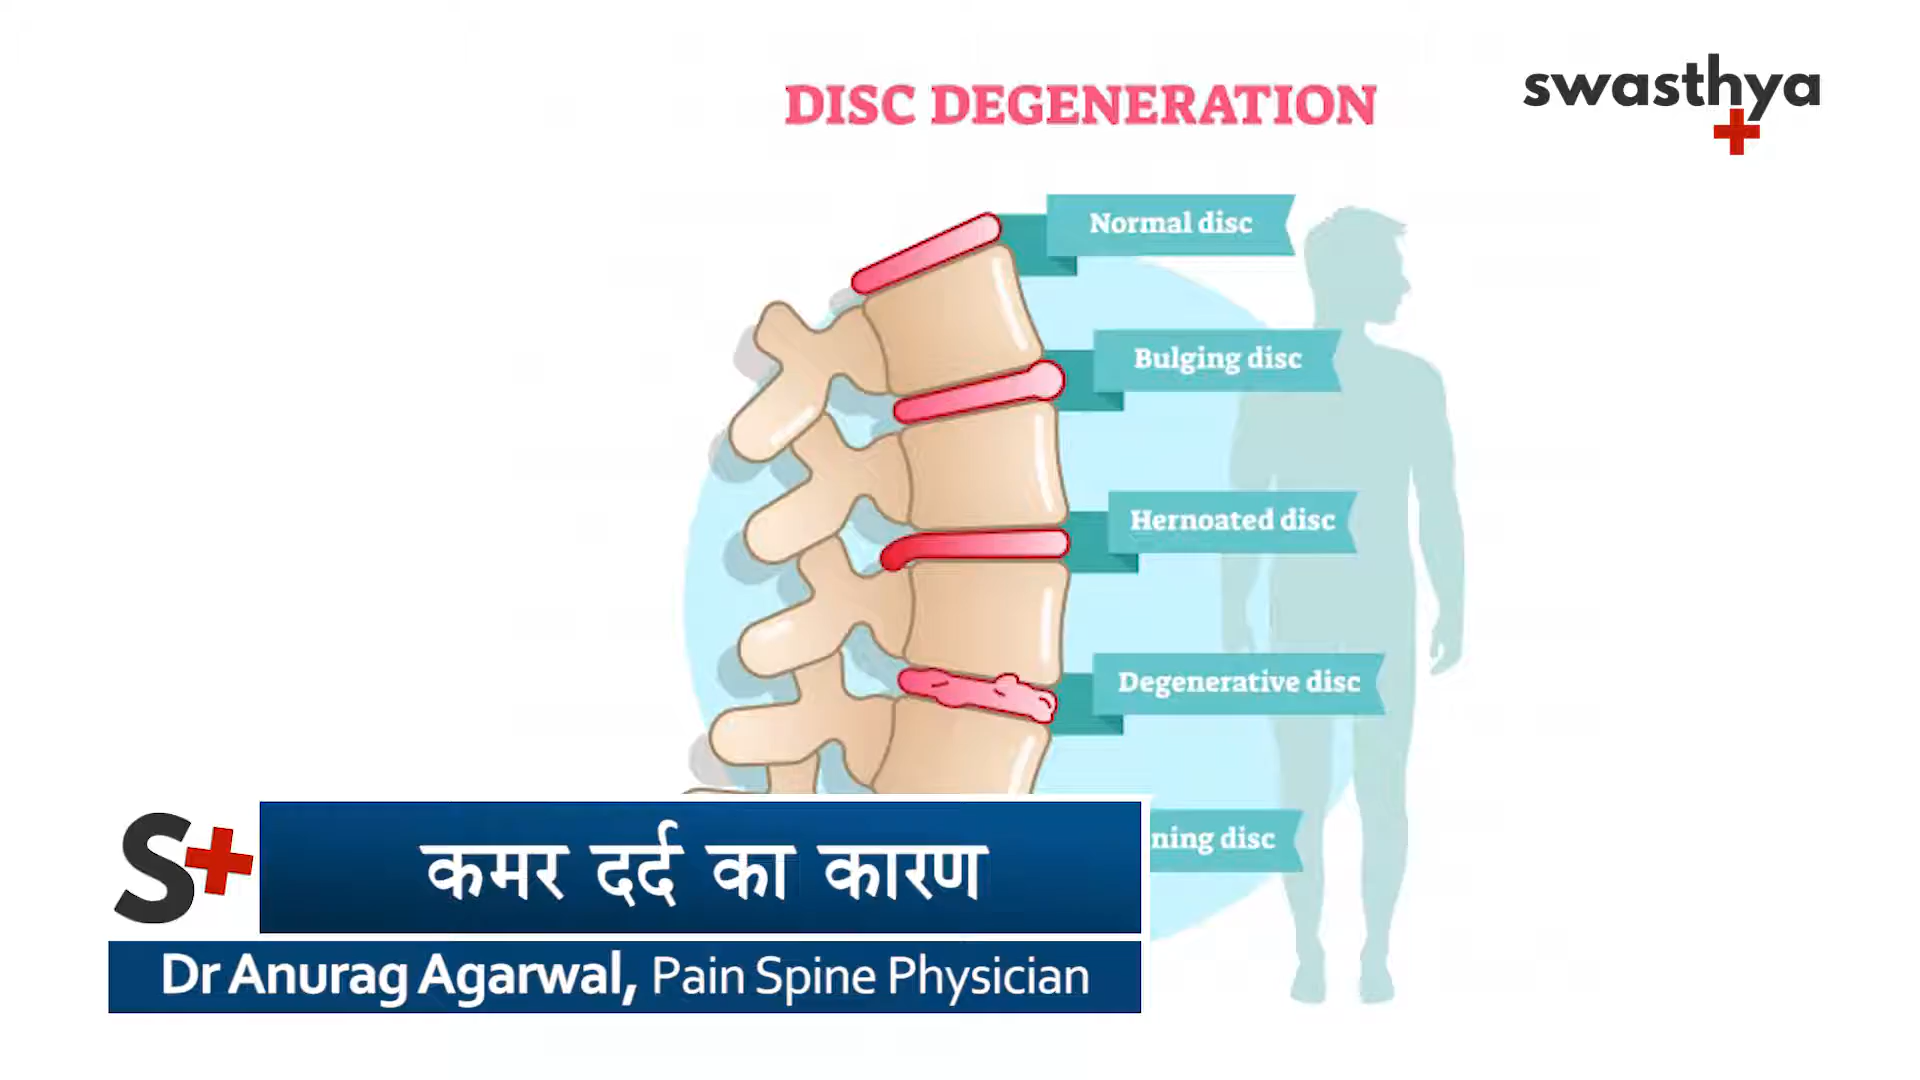 swasthya
DISC DEGENERATION
Normal disc
Bulging disc
Hernoated disc
Degenerative disc
ning disc
S+
कमर दर्द का कारण
Dr Anurag Agarwal, Pain Spine Physician